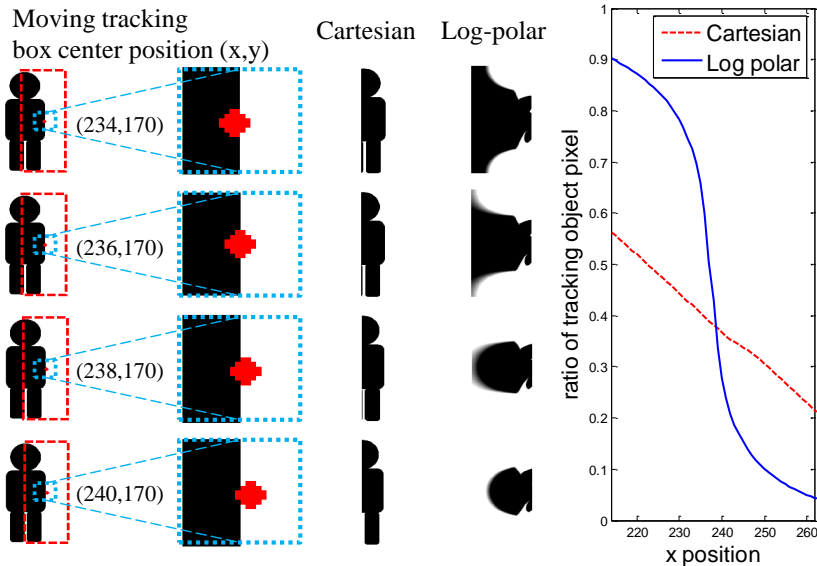 Moving tracking
box center position (x,y)
Cartesian
Log-polar
(234,170)
(236,170)
(238,170)
(240,170)
Cartesian
Log polar
1
0.9
0.8
0.7
0.6
0.5
0.4
0.3
0.2
0.1
0
220
230
240
250
260
ratio of tracking object pixel
x position